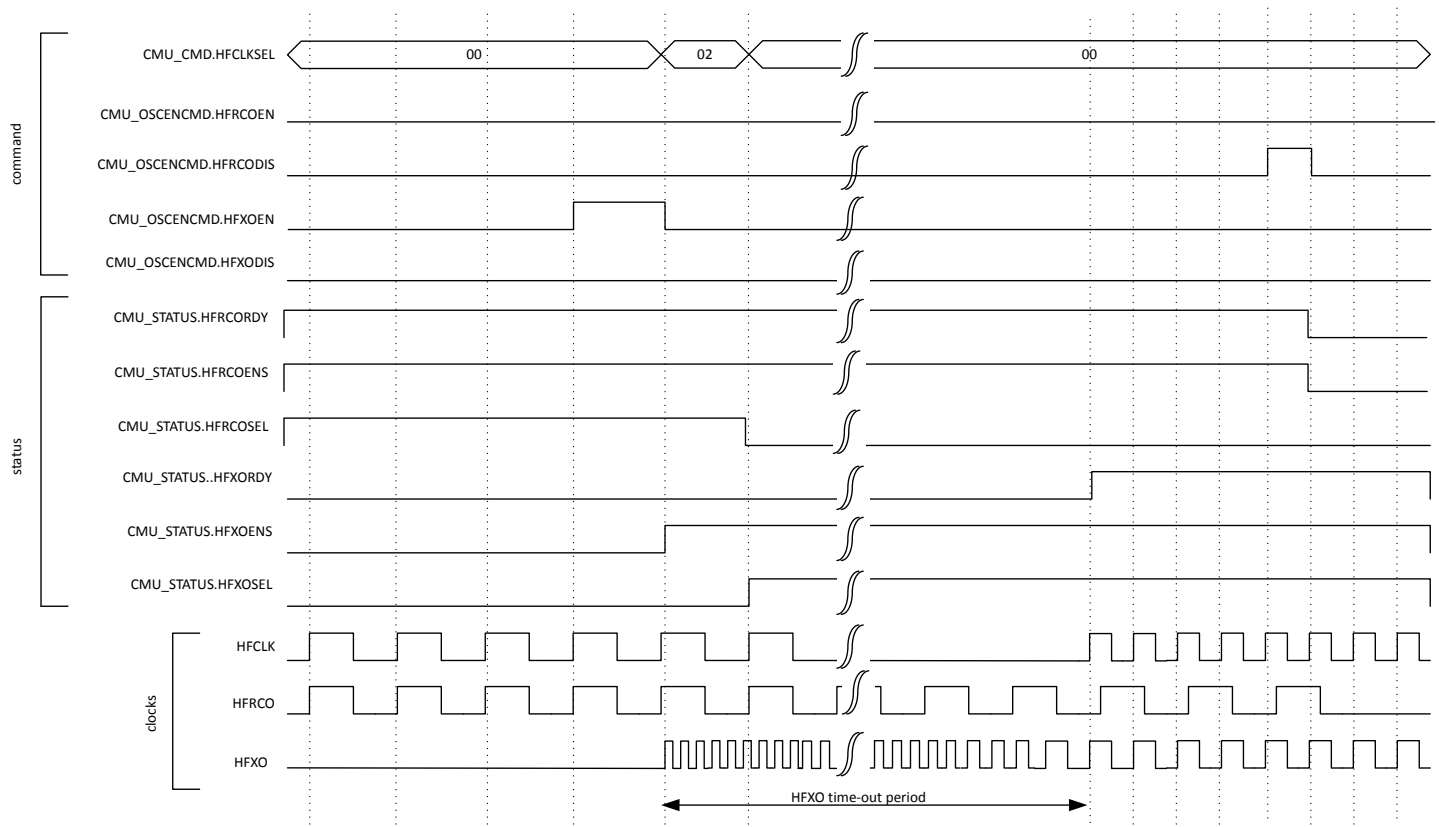 CMU_CMD.HFCLKSEL
00
02
00
command
CMU_OSCENCMD.HFRCOEN
CMU_OSCENCMD.HFRCODIS
CMU_OSCENCMD.HFXOEN
CMU_OSCENCMD.HFXODIS
status
CMU_STATUS.HFRCORDY
CMU_STATUS.HFRCOENS
CMU_STATUS.HFRCOSEL
CMU_STATUS..HFXORDY
CMU_STATUS.HFXOENS
CMU_STATUS.HFXOSEL
clocks
HFCLK
HFRCO
HFXO
HFXO time-out period